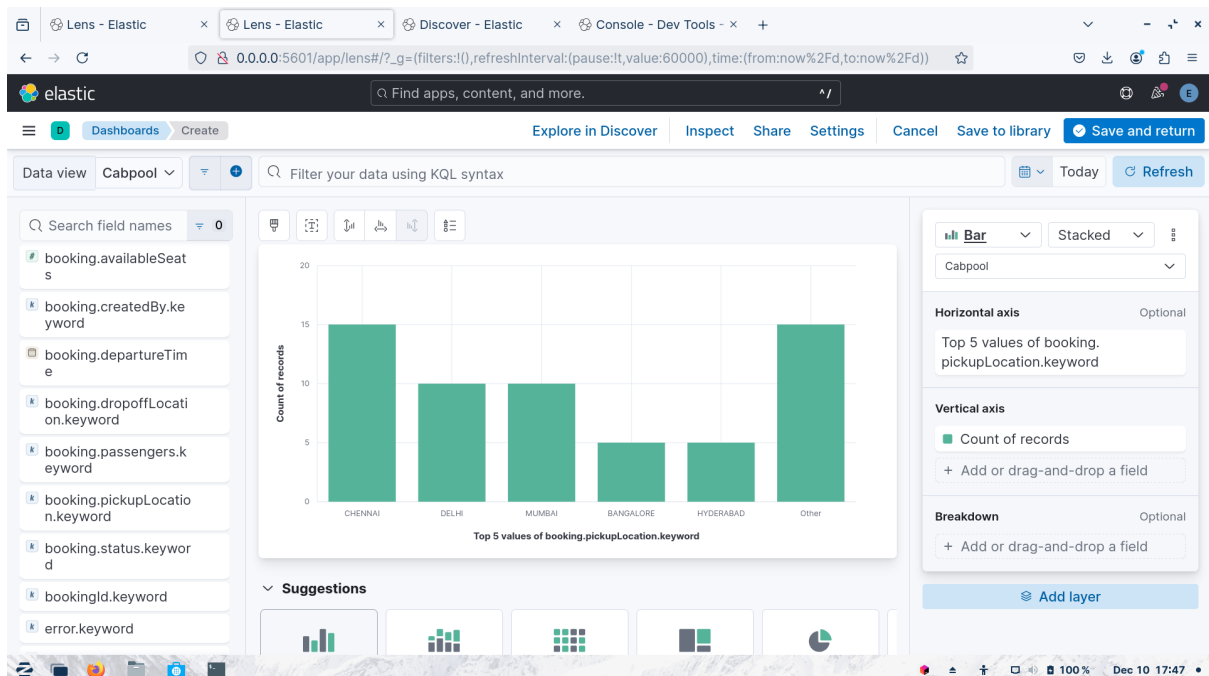 Lens - Elastic
Lens - Elastic
Discover - Elastic
Console - Dev Tools -
0.0.0.0:5601/app/lens#/?_g=(filters:!(),refreshInterval:(pause:!t,value:60000),time:(from:now%2Fd,to:now%2Fd))
elastic
Find apps, content, and more.
^/
E
D
Dashboards
Create
Explore in Discover
Inspect
Share
Settings
Cancel
Save to library
Save and return
Data view
Cabpool
Filter your data using KQL syntax
Today
Refresh
Search field names
0
booking.availableSeat
s
booking.createdBy.ke
yword
booking.departureTim
e
booking.dropoffLocati
on.keyword
booking.passengers.k
eyword
booking.pickupLocatio
n.keyword
booking.status.keywor
d
bookingId.keyword
error.keyword
20
15
10
5
0
Count of records
CHENNAI
DELHI
MUMBAI
BANGALORE
HYDERABAD
Other
Top 5 values of booking.pickupLocation.keyword
Suggestions
Bar
Stacked
Cabpool
Horizontal axis
Optional
Top 5 values of booking.
pickupLocation.keyword
Vertical axis
Count of records
+ Add or drag-and-drop a field
Breakdown
Optional
+ Add or drag-and-drop a field
Add layer
100 %
Dec 10 17:47